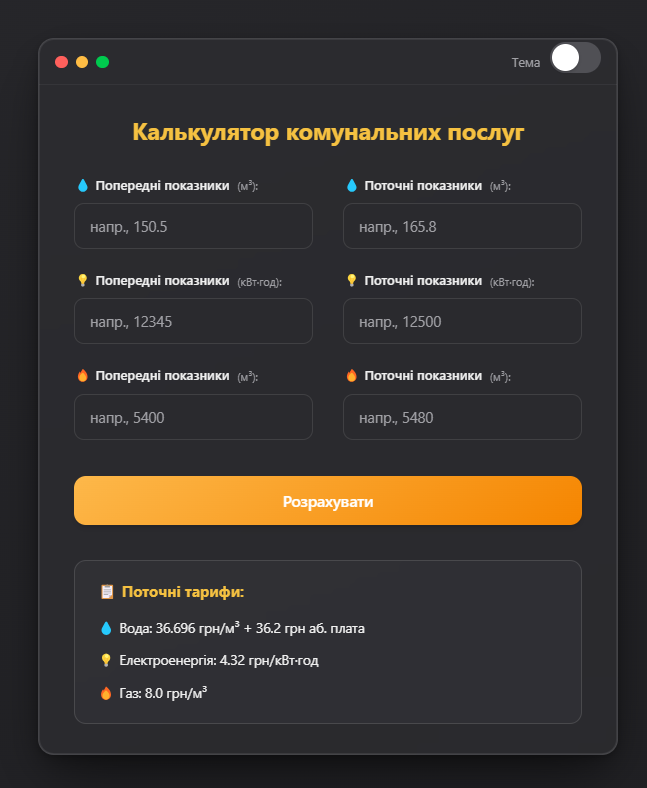 Тема
Калькулятор комунальних послуг
Попередні показники (м³):
Поточні показники (м³):
напр., 150.5
напр., 165.8
Попередні показники (кВт·год):
Поточні показники (кВт·год):
напр., 12345
напр., 12500
Попередні показники (м³):
Поточні показники (м³):
напр., 5400
напр., 5480
Розрахувати
📋 Поточні тарифи:
💧 Вода: 36.696 грн/м³ + 36.2 грн аб. плата
💡 Електроенергія: 4.32 грн/кВт·год
🔥 Газ: 8.0 грн/м³